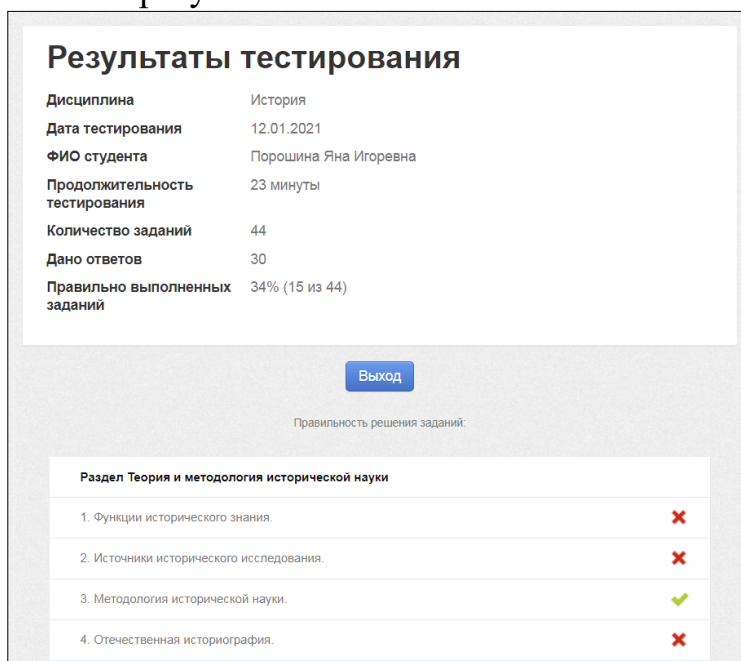 Результаты тестирования
Дисциплина История
Дата тестирования 12.01.2021
ФИО студента Порошина Яна Игоревна
Продолжительность 23 минуты
тестирования
Количество заданий 44
Дано ответов 30
Правильно выполненных 34% (15 из 44)
заданий
Выход
Правильность решения заданий:
Раздел Теория и методология исторической науки
1. Функции исторического знания.
2. Источники исторического исследования.
3. Методология исторической науки.
4. Отечественная историография.